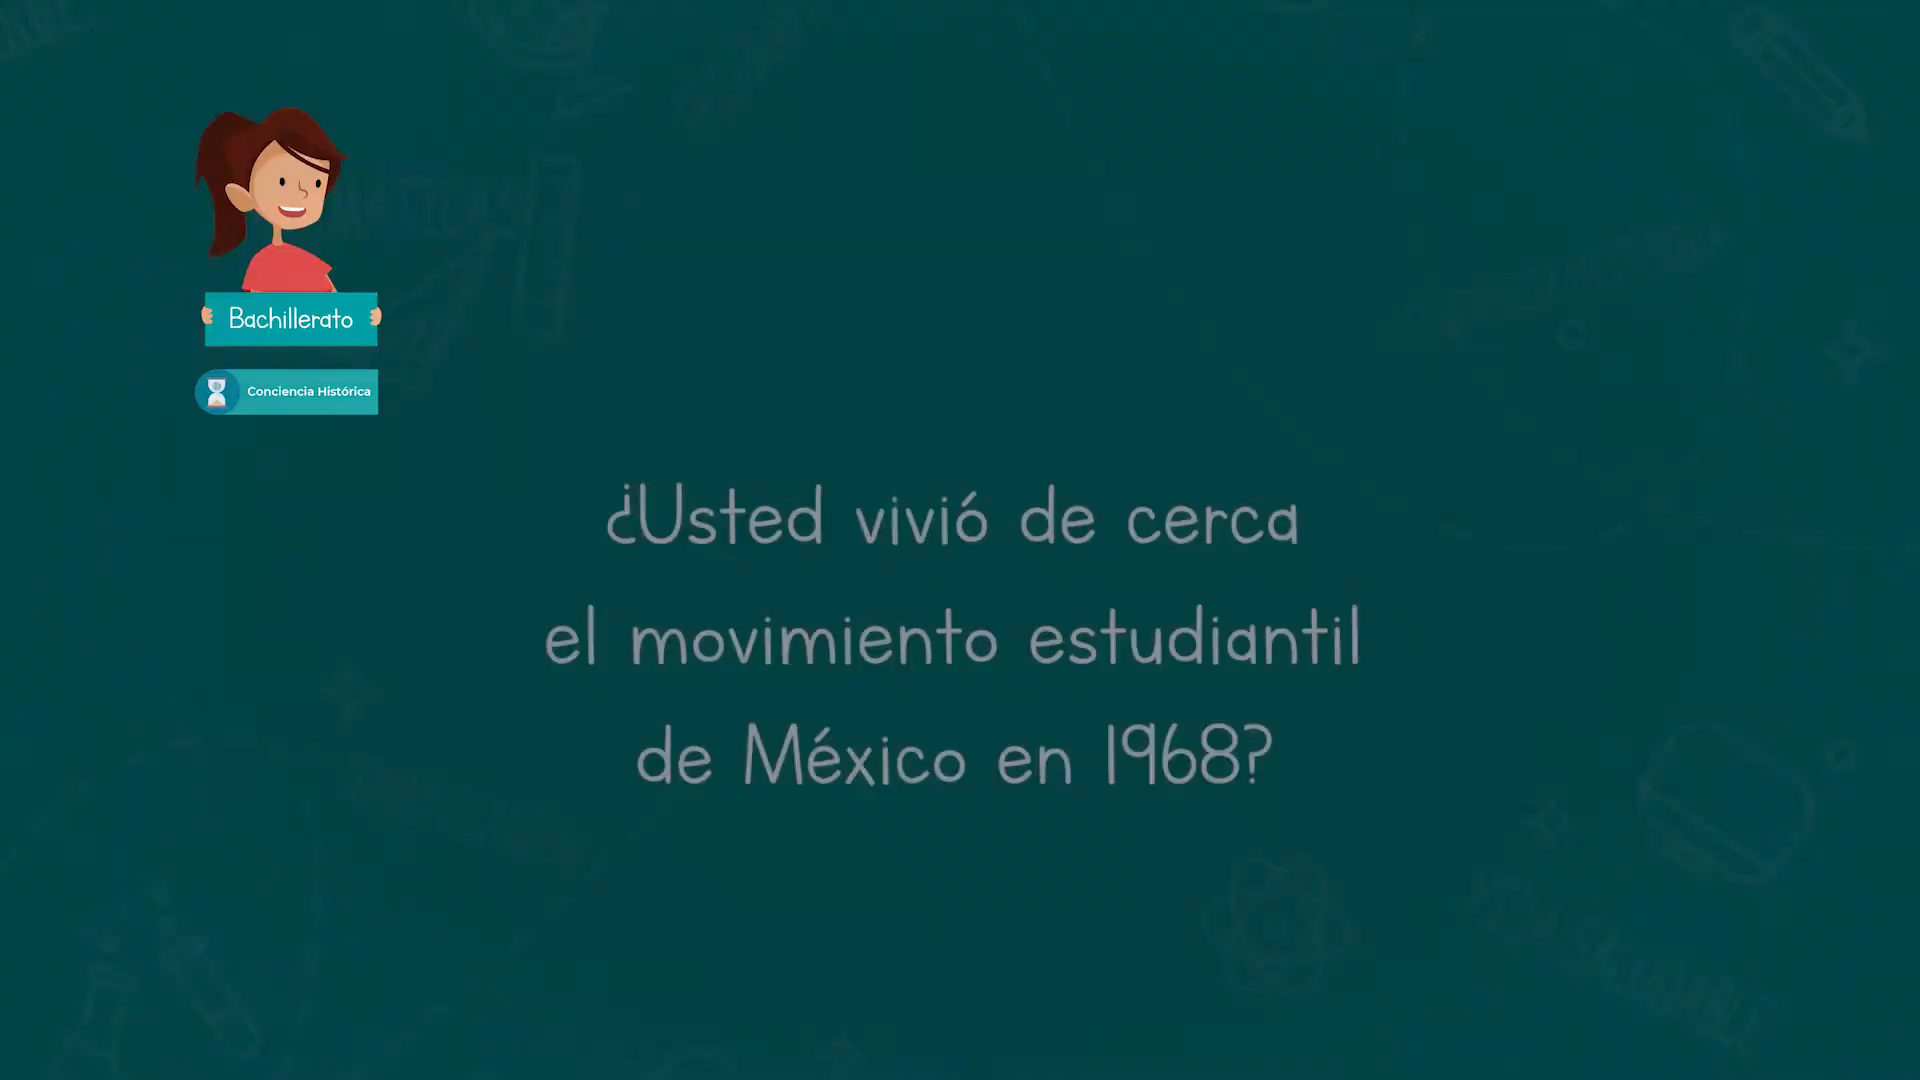 Bachillerato
Conciencia Histórica
¿Usted vivió de cerca
el movimiento estudiantil
de México en 1968?